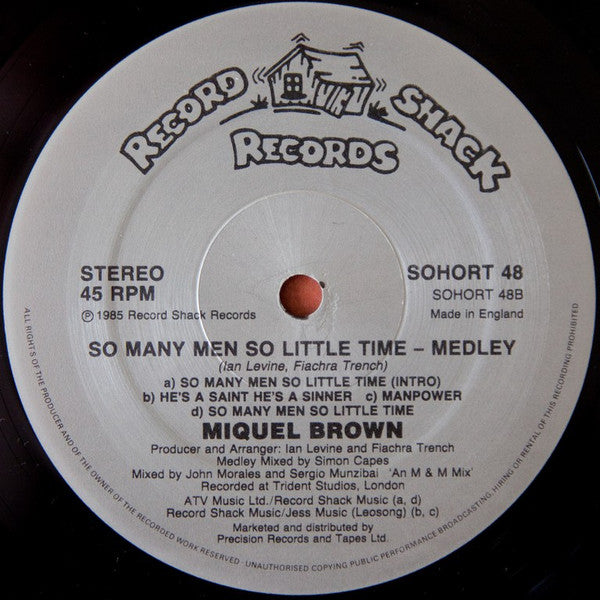 RECORD SHACK
RECORDS
STEREO
45 RPM
℗ 1985 Record Shack Records
SOHORT 48
SOHORT 48B
Made in England
SO MANY MEN SO LITTLE TIME – MEDLEY
(Ian Levine, Fiachra Trench)
a) SO MANY MEN SO LITTLE TIME (INTRO)
b) HE'S A SAINT HE'S A SINNER c) MANPOWER
d) SO MANY MEN SO LITTLE TIME
MIQUEL BROWN
Producer and Arranger: Ian Levine and Fiachra Trench
Medley Mixed by Simon Capes
Mixed by John Morales and Sergio Munzibai 'An M & M Mix'
Recorded at Trident Studios, London
ATV Music Ltd./Record Shack Music (a, d)
Record Shack Music/Jess Music (Leosong) (b, c)
Marketed and distributed by
Precision Records and Tapes Ltd.
ALL RIGHTS OF THE PRODUCER AND OF THE OWNER OF THE RECORDED WORK RESERVED - UNAUTHORISED COPYING PUBLIC PERFORMANCE BROADCASTING, HIRING OR RENTAL OF THIS RECORDING PROHIBITED